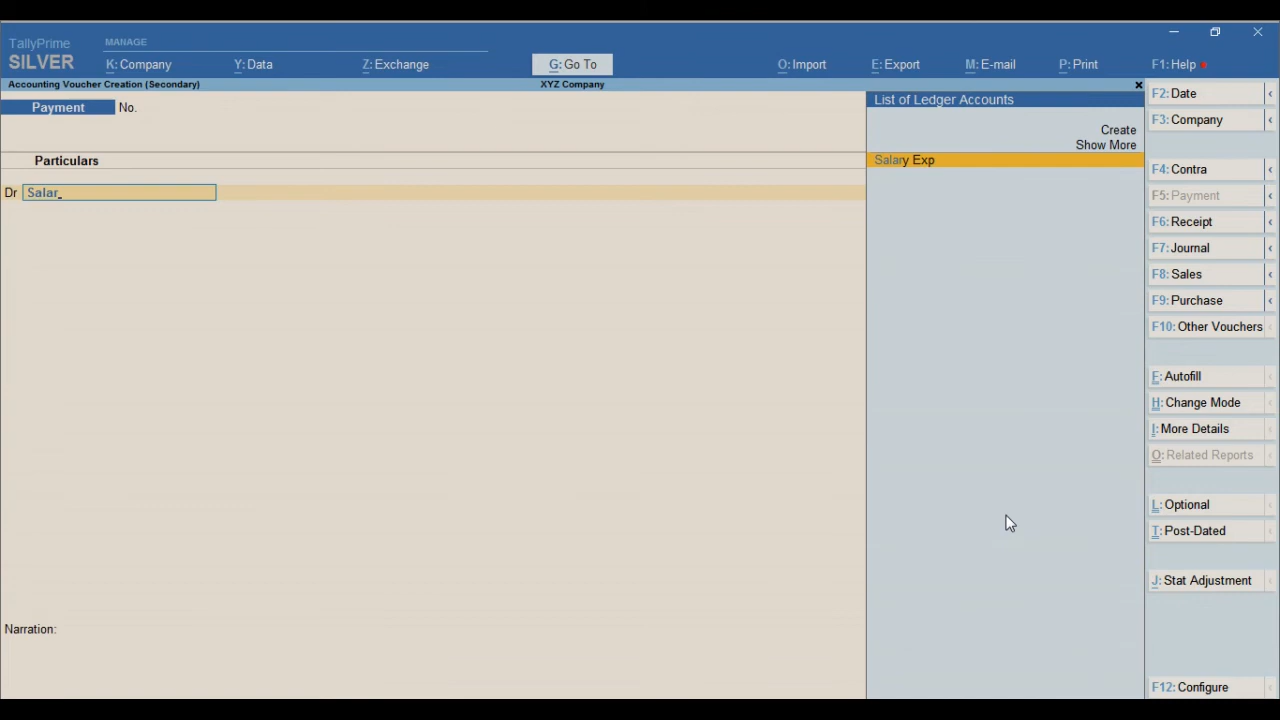 TallyPrime
SILVER
MANAGE
K: Company
Y: Data
Z: Exchange
G: Go To
O: Import
E: Export
M: E-mail
P: Print
F1: Help
Accounting Voucher Creation (Secondary)
XYZ Company
Payment
No.
Particulars
Dr Salar
Narration:
List of Ledger Accounts
Create
Show More
Salary Exp
F2: Date
F3: Company
F4: Contra
F5: Payment
F6: Receipt
F7: Journal
F8: Sales
F9: Purchase
F10: Other Vouchers
E: Autofill
H: Change Mode
I: More Details
O: Related Reports
L: Optional
T: Post-Dated
J: Stat Adjustment
F12: Configure